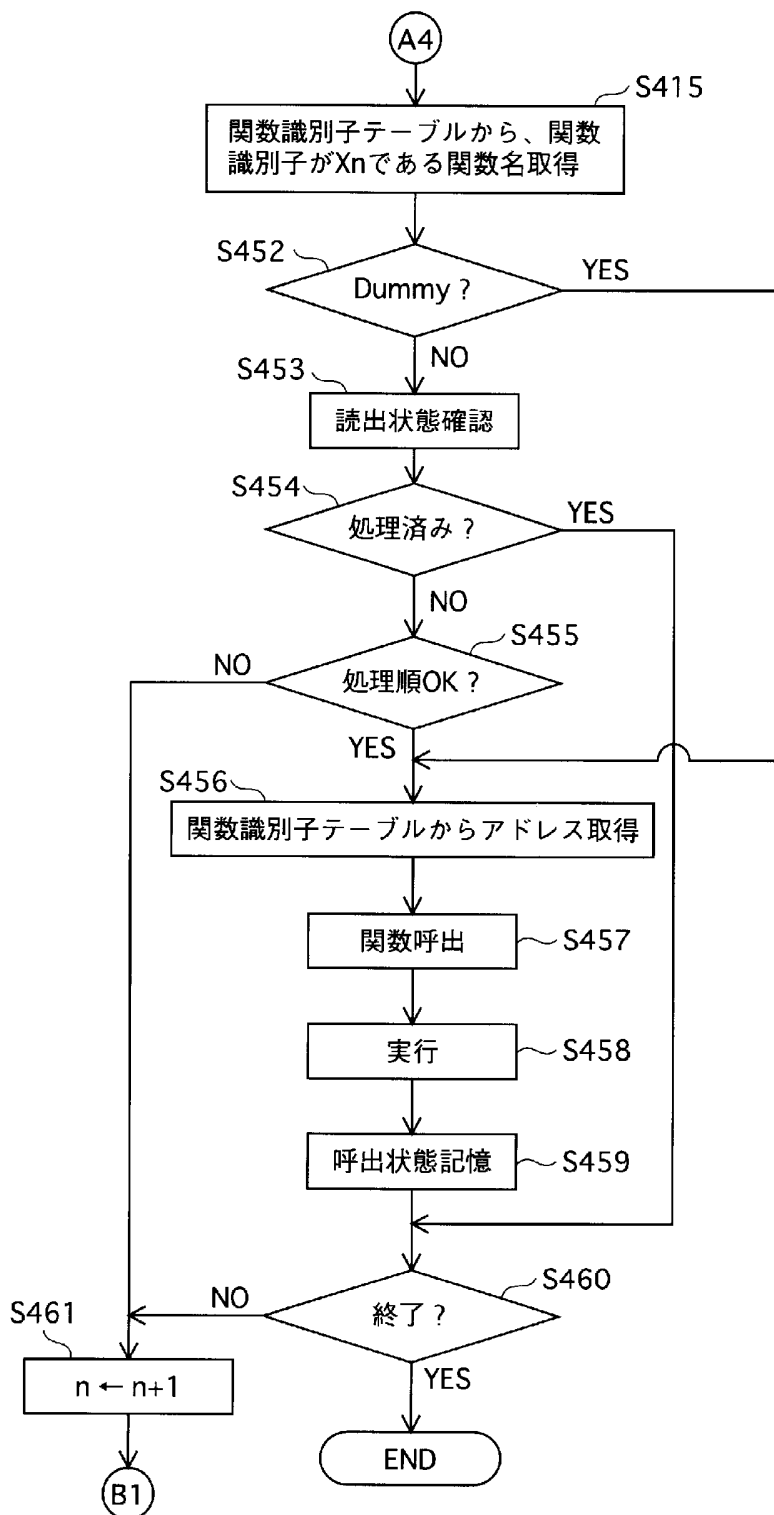 A4
S415
関数識別子テーブルから、関数
識別子がXnである関数名取得
S452
Dummy？
YES
NO
S453
読出状態確認
S454
処理済み？
YES
NO
S455
処理順OK？
NO
YES
S456
関数識別子テーブルからアドレス取得
関数呼出
S457
実行
S458
呼出状態記憶
S459
S460
終了？
NO
YES
S461
n ← n+1
END
B1